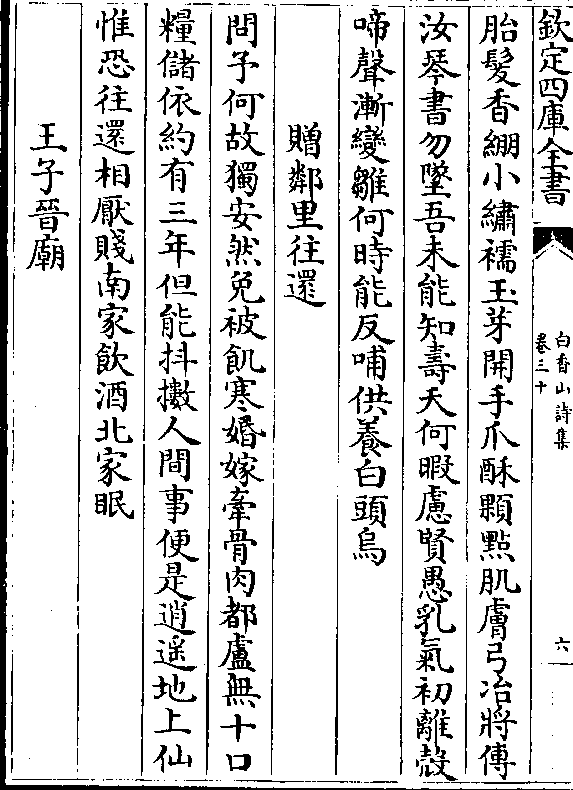 欽定四庫全書
白香山詩集
卷三十
六
胎髮香繃小繡襦玉芽開手爪酥顆㸃肌膚弓冶將傳
汝琴書勿墜吾未能知壽夭何暇慮賢愚乳氣初離殼
啼聲漸變雛何時能反哺供養白頭烏
贈鄰里往還
問予何故獨安然免被飢寒婚嫁牽骨肉都盧無十口
糧儲依約有三年但能抖擻人間事便是逍遥地上仙
惟恐往還相厭賤南家飲酒北家眠
王子晉廟